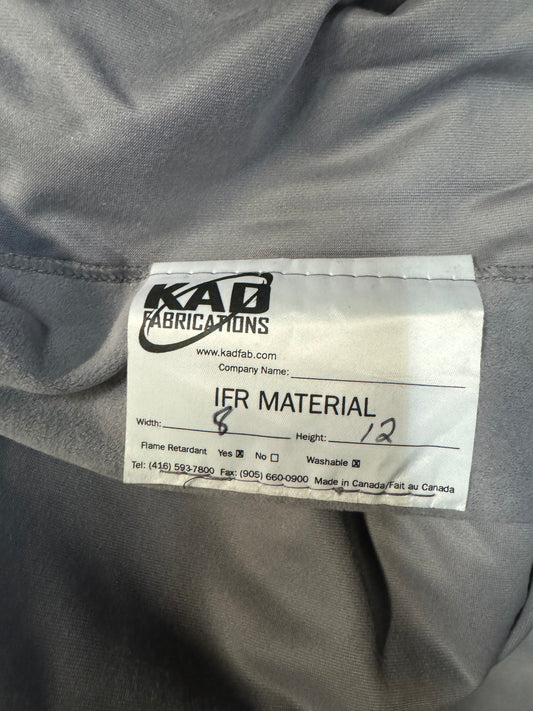 KAD
FABRICATIONS
www.kadfab.com
Company Name:
IFR MATERIAL
Width: 8 Height: 12
Flame Retardant Yes ☒ No ☐ Washable ☒
Tel: (416) 593-7800 Fax: (905) 660-0900 Made in Canada/Fait au Canada